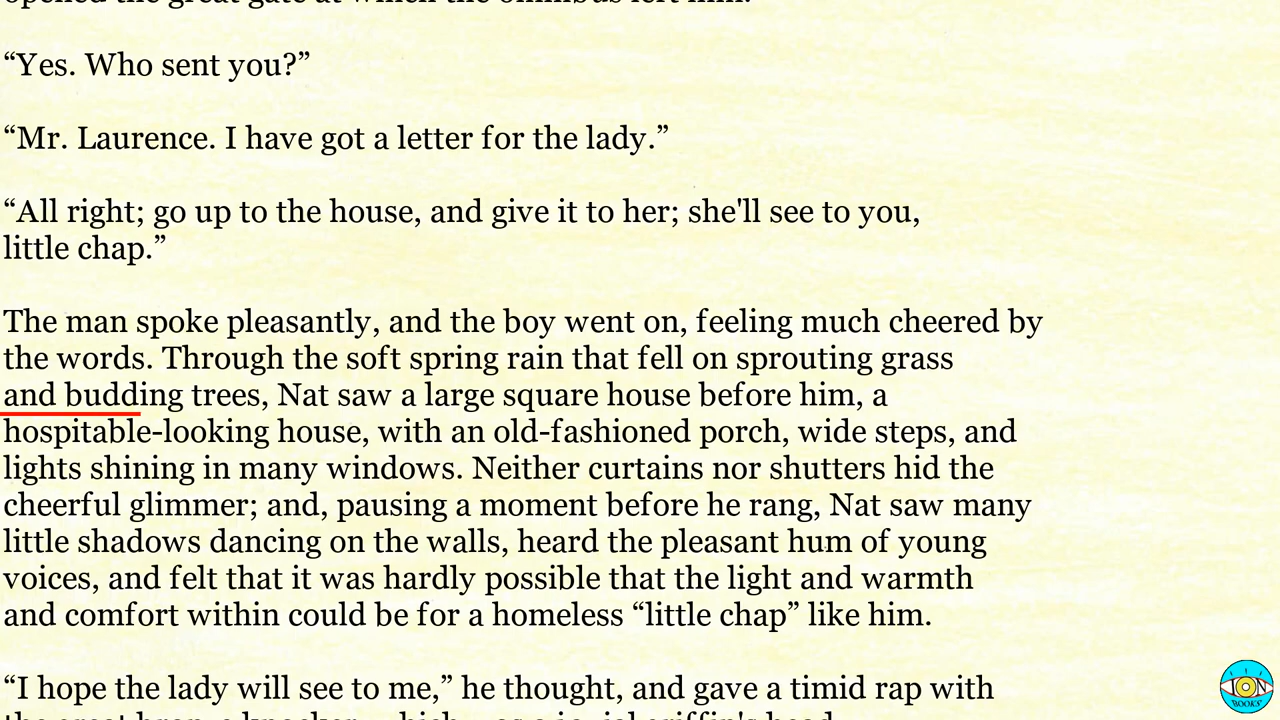 “Yes. Who sent you?”
“Mr. Laurence. I have got a letter for the lady.”
“All right; go up to the house, and give it to her; she'll see to you,
little chap.”
The man spoke pleasantly, and the boy went on, feeling much cheered by
the words. Through the soft spring rain that fell on sprouting grass
and budding trees, Nat saw a large square house before him, a
hospitable-looking house, with an old-fashioned porch, wide steps, and
lights shining in many windows. Neither curtains nor shutters hid the
cheerful glimmer; and, pausing a moment before he rang, Nat saw many
little shadows dancing on the walls, heard the pleasant hum of young
voices, and felt that it was hardly possible that the light and warmth
and comfort within could be for a homeless “little chap” like him.
“I hope the lady will see to me,” he thought, and gave a timid rap with
ION
BOOKS